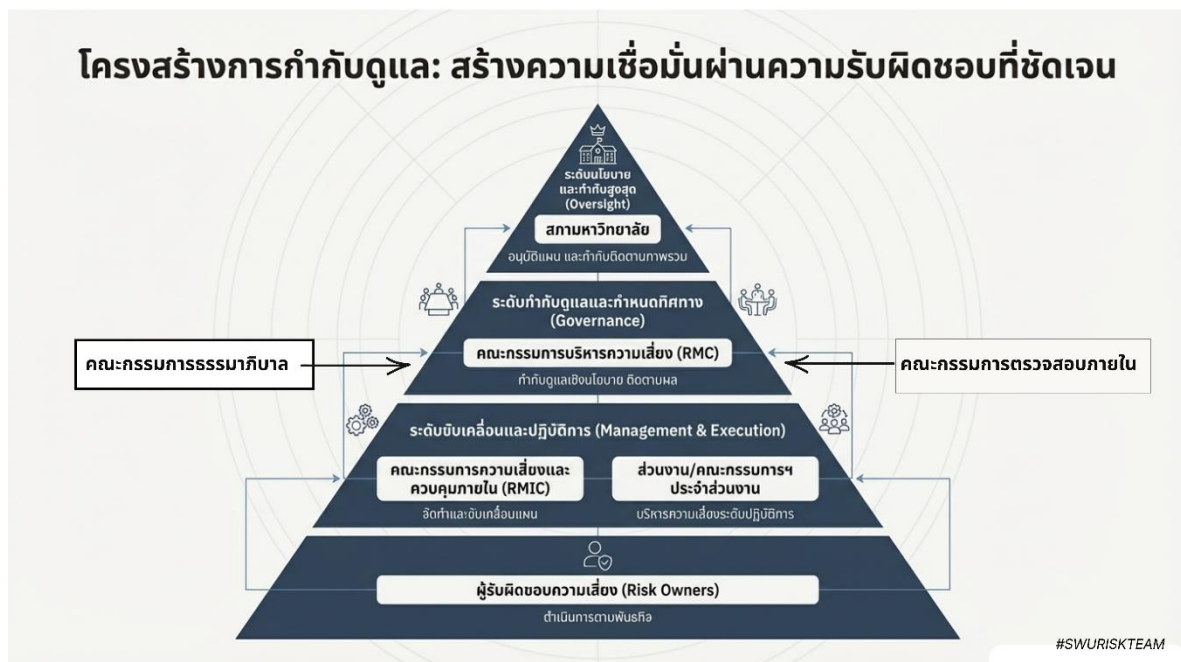 โครงสร้างการกำกับดูแล: สร้างความเชื่อมั่นผ่านความรับผิดชอบที่ชัดเจน
ระดับนโยบาย
และกำกับสูงสุด
(Oversight)
สภามหาวิทยาลัย
อนุมัติแผน และกำกับติดตามภาพรวม
ระดับกำกับดูแลและกำหนดทิศทาง
(Governance)
คณะกรรมการบริหารความเสี่ยง (RMC)
กำกับดูแลเชิงนโยบาย ติดตามผล
คณะกรรมการธรรมาภิบาล
คณะกรรมการตรวจสอบภายใน
ระดับขับเคลื่อนและปฏิบัติการ (Management & Execution)
คณะกรรมการความเสี่ยงและ
ควบคุมภายใน (RMIC)
จัดทำและขับเคลื่อนแผน
ส่วนงาน/คณะกรรมการฯ
ประจำส่วนงาน
บริหารความเสี่ยงระดับปฏิบัติการ
ผู้รับผิดชอบความเสี่ยง (Risk Owners)
ดำเนินการตามพันธกิจ
#SWURISKTEAM